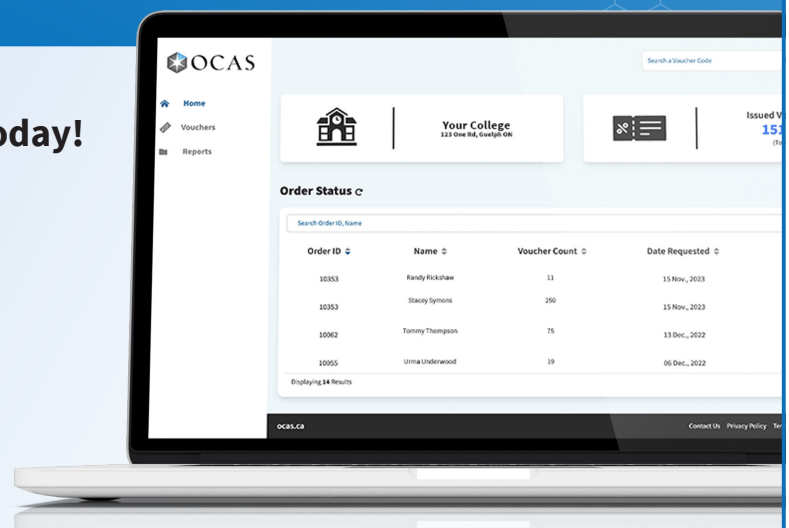 OCAS
Search a Voucher Code
oday!
Home
Vouchers
Reports
Your College
123 One Rd, Guelph ON
Issued V
151
(To
Order Status
Search Order ID, Name
Order ID Name Voucher Count Date Requested
10353 Randy Rickshaw 11 15 Nov., 2023
10353 Stacey Symons 250 15 Nov., 2023
10062 Tommy Thompson 75 13 Dec., 2022
10055 Urma Underwood 19 06 Dec., 2022
Displaying 14 Results
ocas.ca
Contact Us Privacy Policy Ter